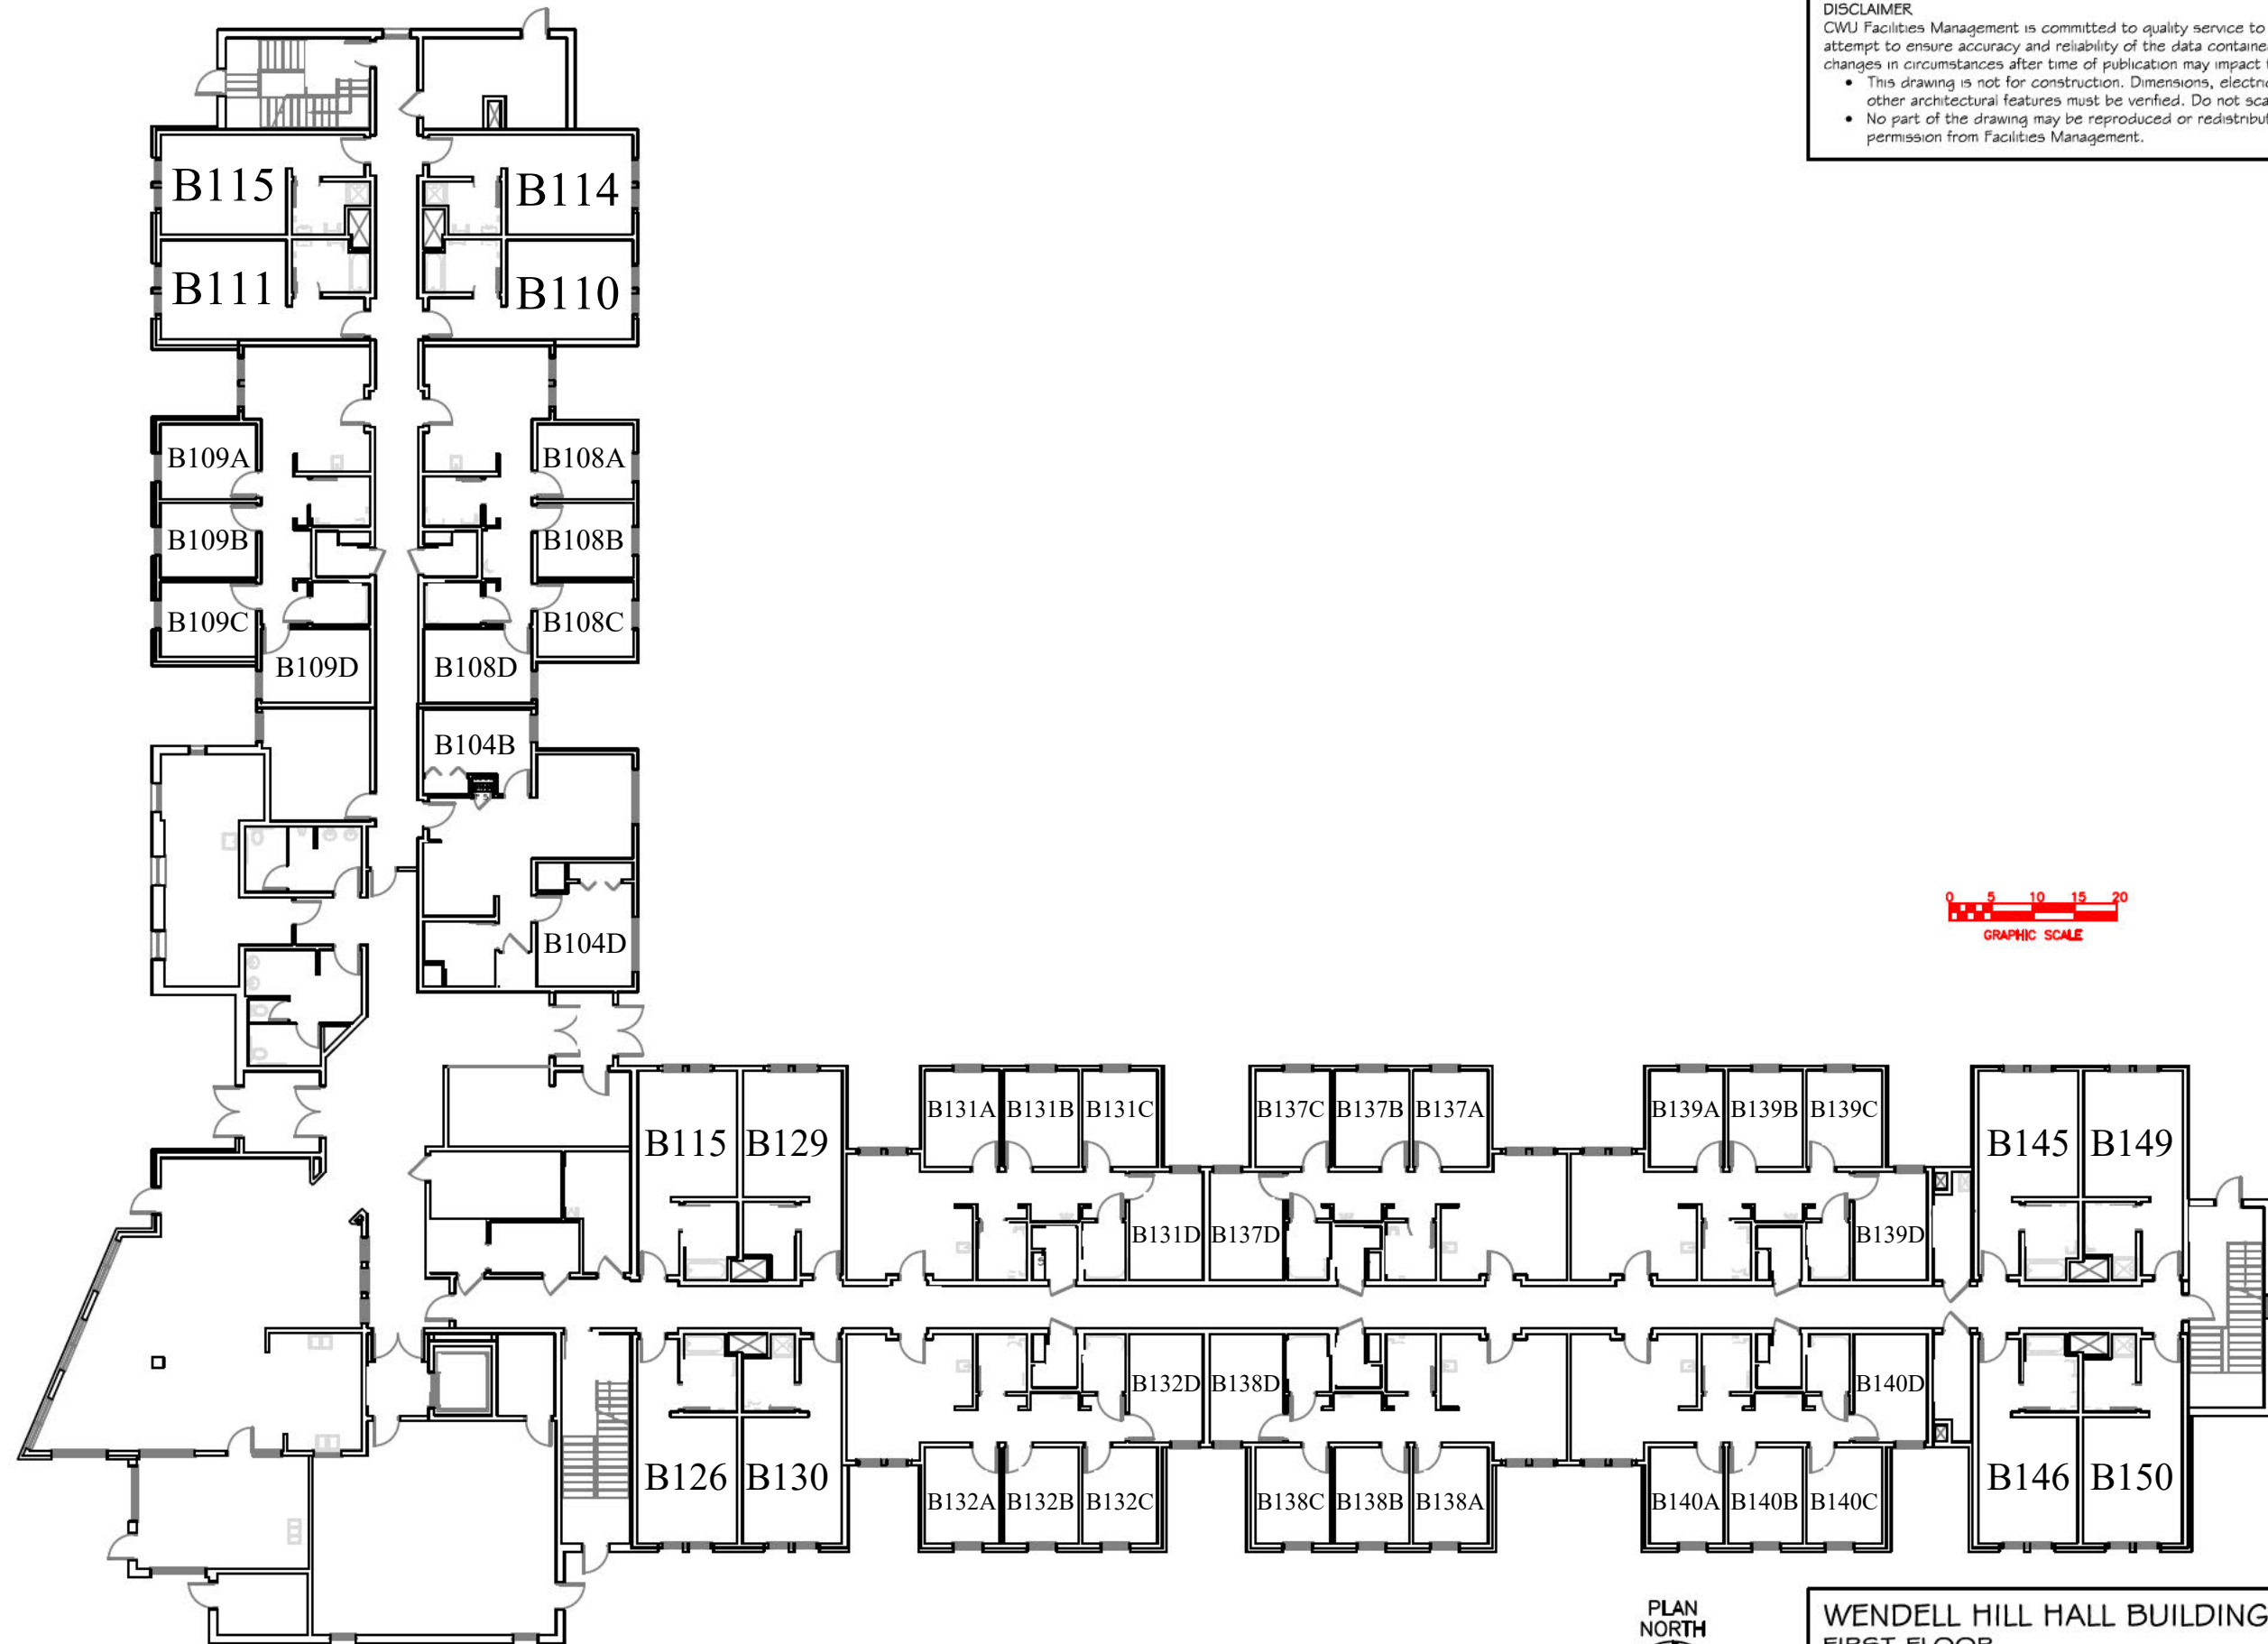 DISCLAIMER
CWU Facilities Management is committed to quality service to
attempt to ensure accuracy and reliability of the data
changes in circumstances after time of publication may impact
• This drawing is not for construction. Dimensions,
other architectural features must be verified. Do not
• No part of the drawing may be reproduced or
permission from Facilities Management.
B115 B114
B111 B110
B109A B108A
B109B B108B
B109C B108C
B109D B108D
B104B
B104D
0 5 10 15 20
GRAPHIC SCALE
B131A B131B B131C B137C B137B B137A B139A B139B B139C
B115 B129 B145 B149
B131D B137D B139D
B132D B138D B140D
B126 B130 B146 B150
B132A B132B B132C B138C B138B B138A B140A B140B B140C
PLAN
NORTH
WENDELL HILL HALL BUILDING
FIRST FLOOR